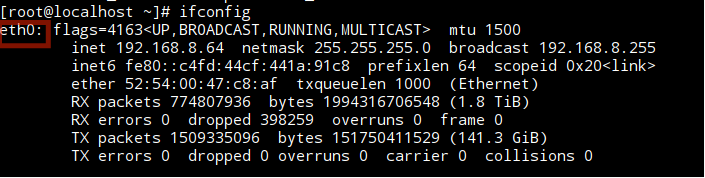 [root@localhost ~]# ifconfig
eth0: flags=4163<UP,BROADCAST,RUNNING,MULTICAST>  mtu 1500
        inet 192.168.8.64  netmask 255.255.255.0  broadcast 192.168.8.255
        inet6 fe80::c4fd:44cf:441a:91c8  prefixlen 64  scopeid 0x20<link>
        ether 52:54:00:47:c8:af  txqueuelen 1000  (Ethernet)
        RX packets 774807936  bytes 1994316706548 (1.8 TiB)
        RX errors 0  dropped 398259  overruns 0  frame 0
        TX packets 1509335096  bytes 151750411529 (141.3 GiB)
        TX errors 0  dropped 0 overruns 0  carrier 0  collisions 0